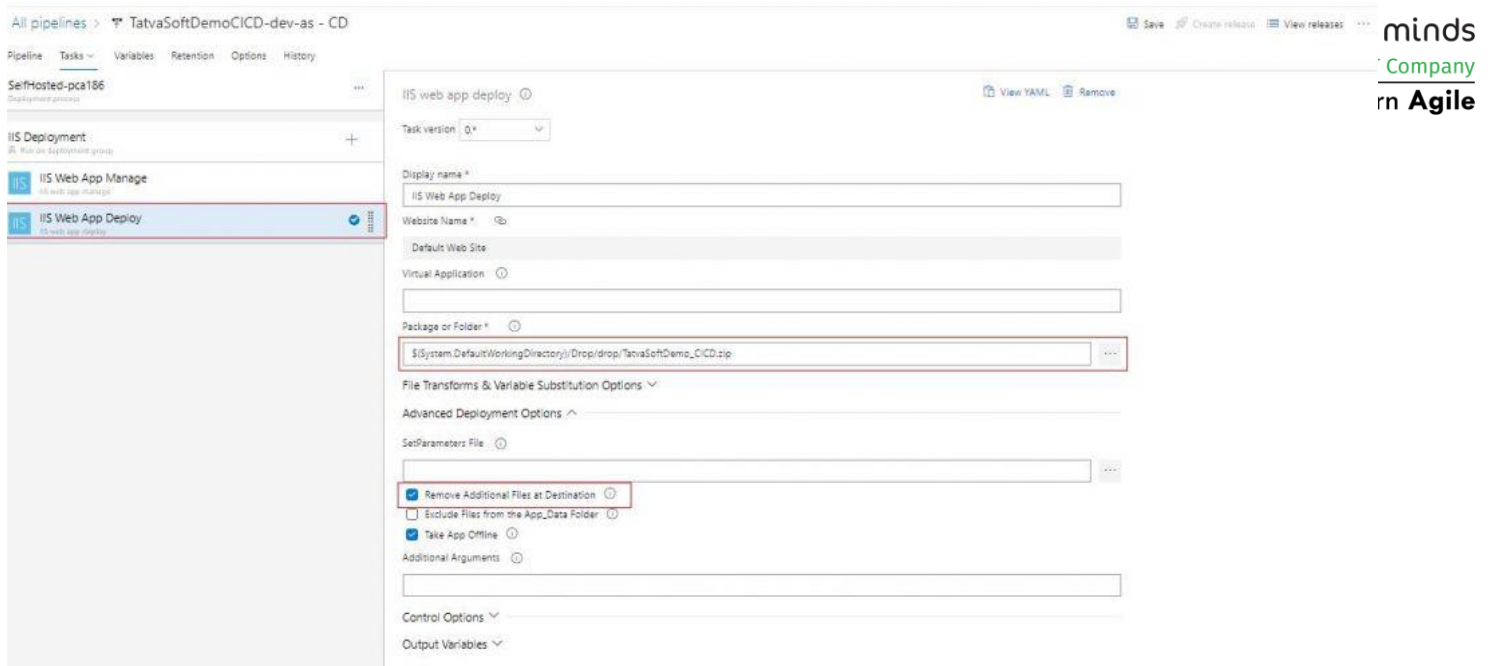 All pipelines > TatvaSoftDemoCICD-dev-as - CD
Save Create release View releases ...
minds
Company
rn Agile
Pipeline Tasks Variables Retention Options History
SelfHosted-pca186 ...
Deployment process
IIS Deployment
Run on deployment group
IIS IIS Web App Manage
IIS web app manage
IIS IIS Web App Deploy
IIS web app deploy
IIS web app deploy
View YAML Remove
Task version 0.*
Display name *
IIS Web App Deploy
Website Name *
Default Web Site
Virtual Application
Package or Folder *
$(System.DefaultWorkingDirectory)/Drop/drop/TatvaSoftDemo_CICD.zip ...
File Transforms & Variable Substitution Options
Advanced Deployment Options
SetParameters File
...
Remove Additional Files at Destination
Exclude Files from the App_Data Folder
Take App Offline
Additional Arguments
Control Options
Output Variables